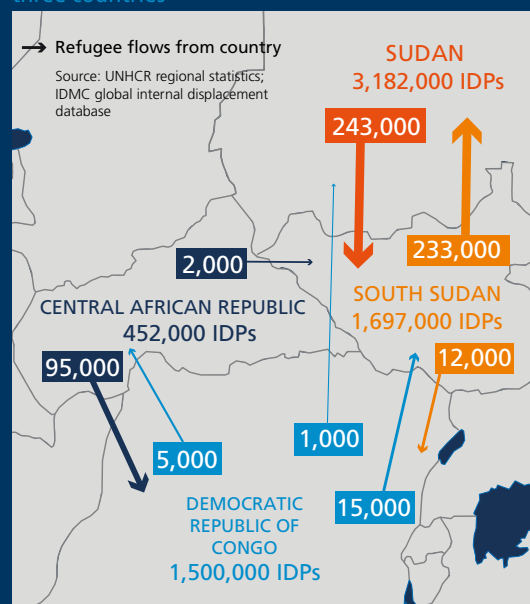 three countries
Refugee flows from country
Source: UNHCR regional statistics;
IDMC global internal displacement
database
SUDAN
3,182,000 IDPs
243,000
233,000
2,000
SOUTH SUDAN
1,697,000 IDPs
CENTRAL AFRICAN REPUBLIC
452,000 IDPs
12,000
95,000
1,000
5,000
15,000
DEMOCRATIC
REPUBLIC OF
CONGO
1,500,000 IDPs